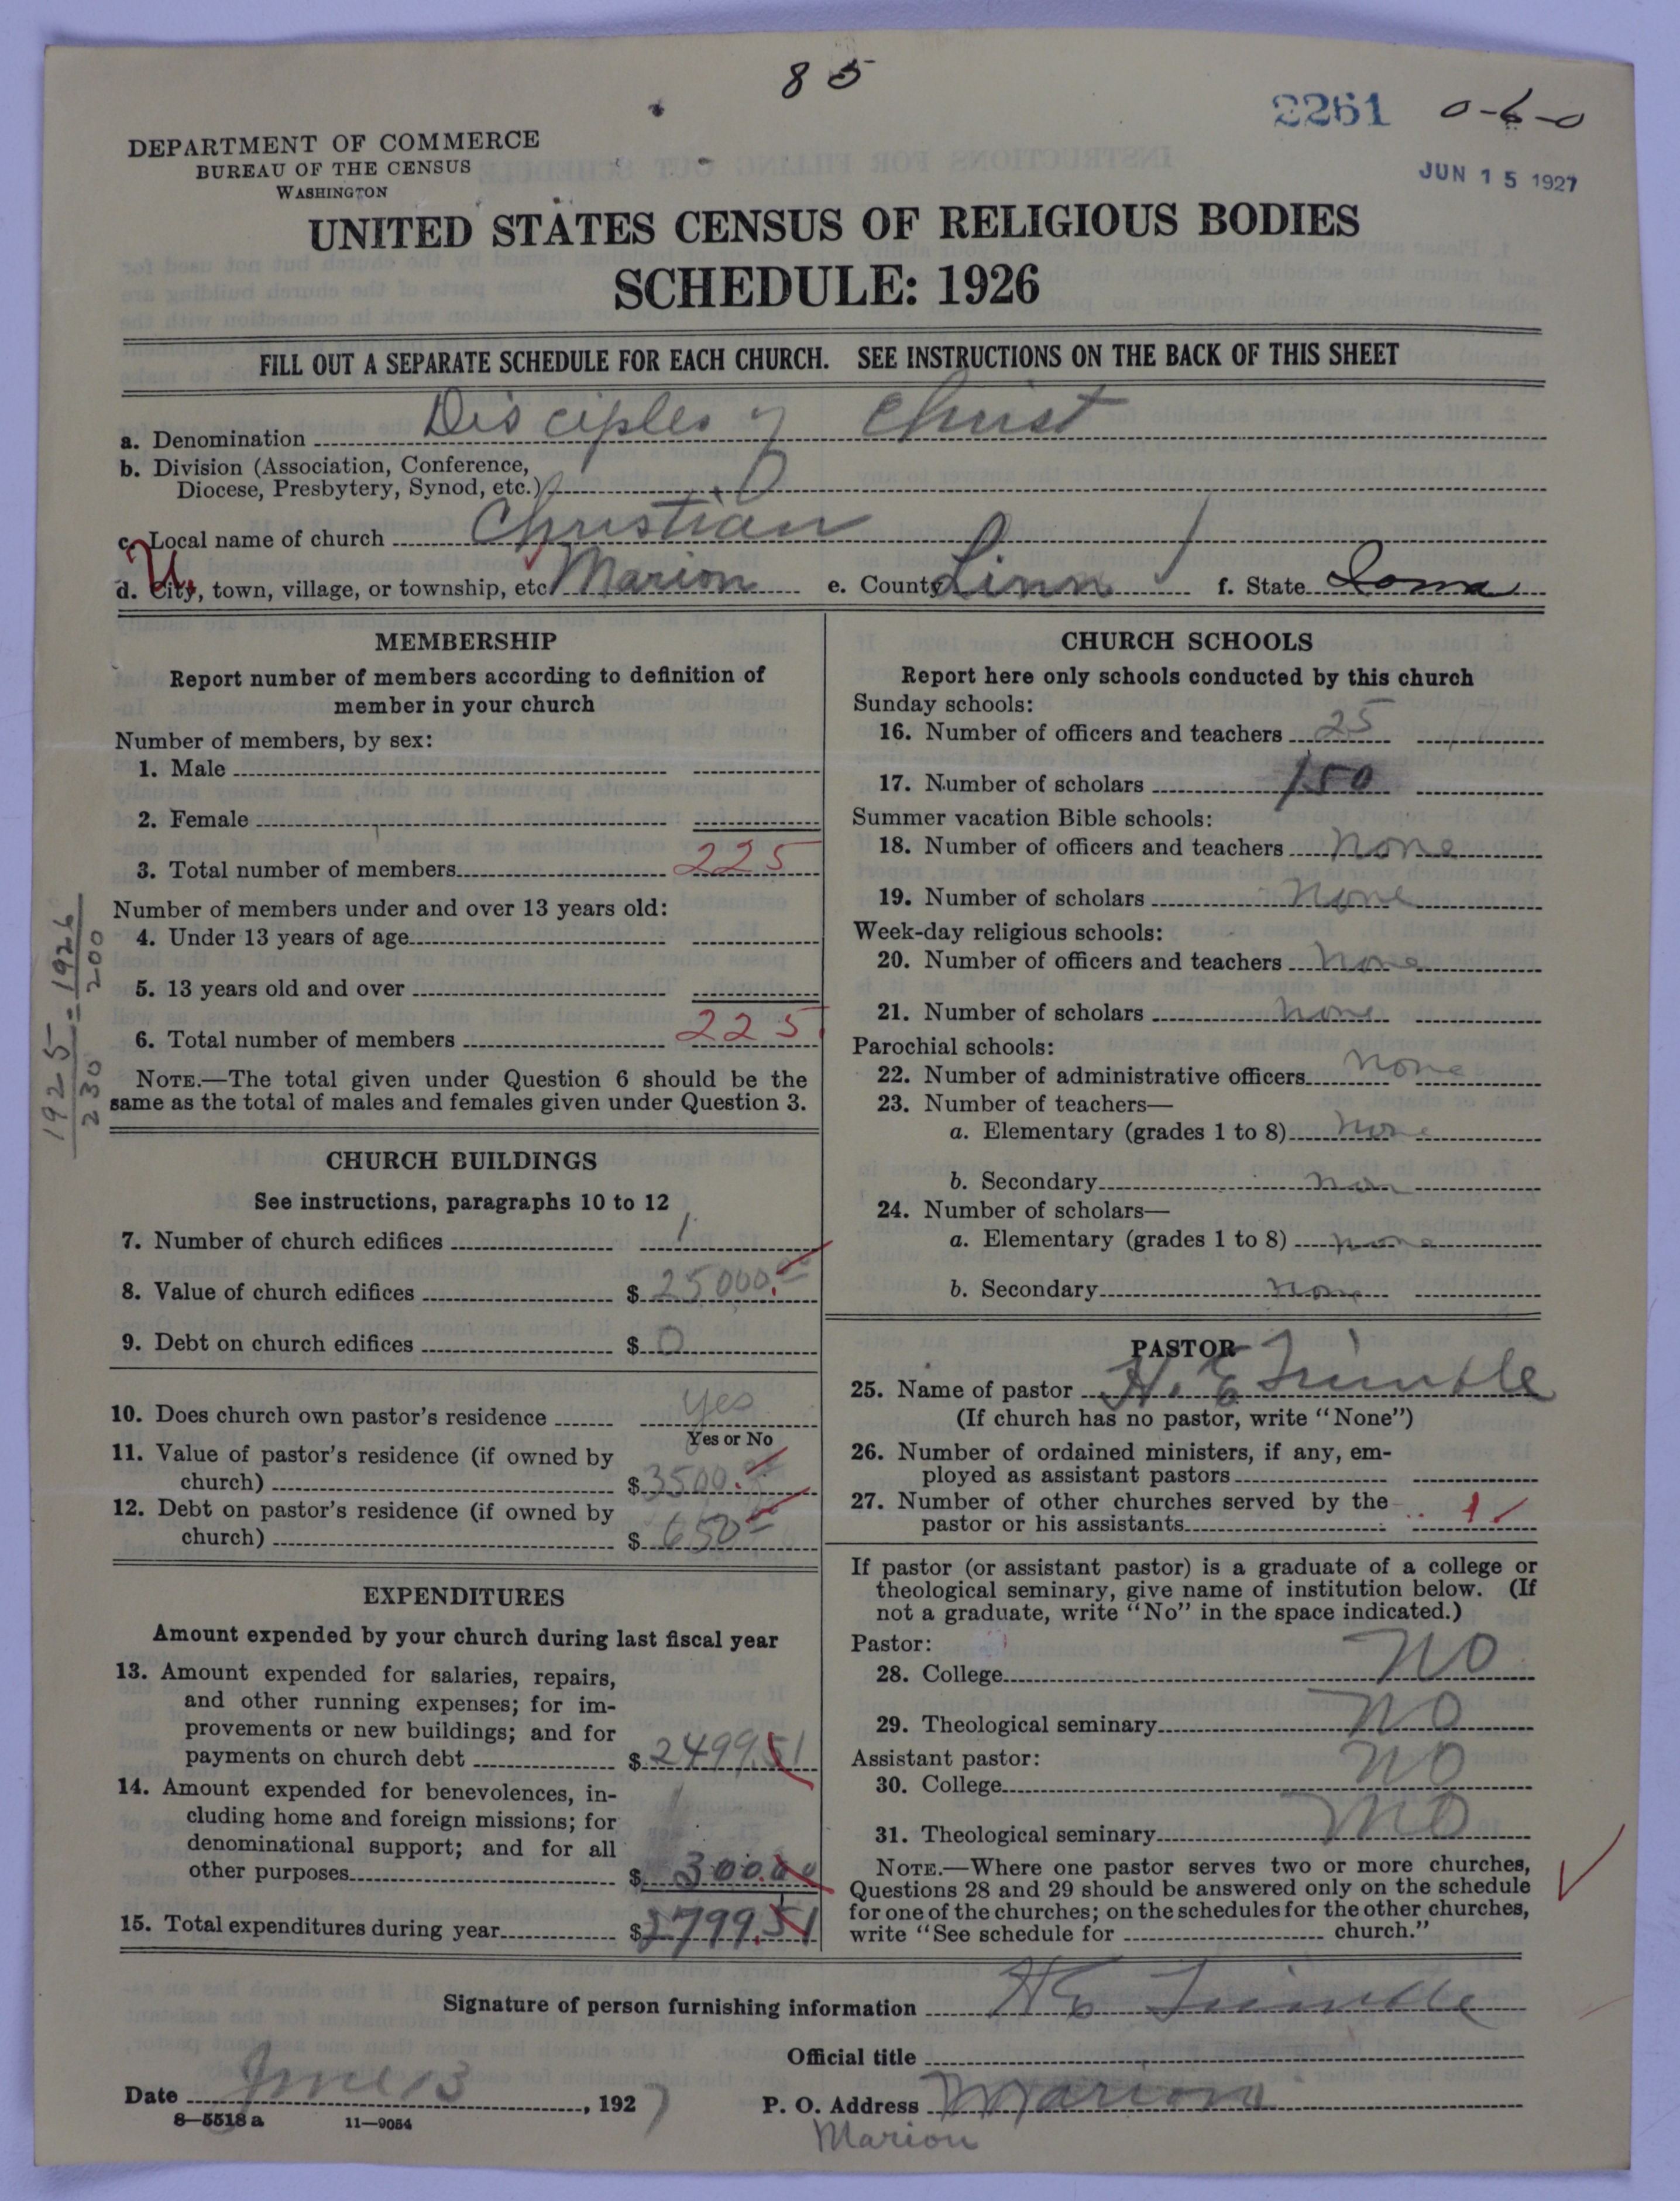 85
2261 0-6-0
JUN 15 1927
DEPARTMENT OF COMMERCE
BUREAU OF THE CENSUS
WASHINGTON
UNITED STATES CENSUS OF RELIGIOUS BODIES
SCHEDULE: 1926
FILL OUT A SEPARATE SCHEDULE FOR EACH CHURCH. SEE INSTRUCTIONS ON THE BACK OF THIS SHEET
a. Denomination Disciples of Christ
b. Division (Association, Conference,
Diocese, Presbytery, Synod, etc.)
c. Local name of church Christian
U.
d. City, town, village, or township, etc. Marion e. County Linn f. State Iowa
MEMBERSHIP
Report number of members according to definition of
member in your church
Number of members, by sex:
1. Male
2. Female
3. Total number of members 225
Number of members under and over 13 years old:
4. Under 13 years of age
5. 13 years old and over
6. Total number of members 225
NOTE.—The total given under Question 6 should be the
same as the total of males and females given under Question 3.
1925 = 1926
230 200
CHURCH BUILDINGS
See instructions, paragraphs 10 to 12
7. Number of church edifices 1
8. Value of church edifices $ 25000.00
9. Debt on church edifices $ 0
10. Does church own pastor's residence yes
Yes or No
11. Value of pastor's residence (if owned by
church) $ 3500.00
12. Debt on pastor's residence (if owned by
church) $ 650.00
EXPENDITURES
Amount expended by your church during last fiscal year
13. Amount expended for salaries, repairs,
and other running expenses; for im-
provements or new buildings; and for
payments on church debt $ 2499.51
14. Amount expended for benevolences, in-
cluding home and foreign missions; for
denominational support; and for all
other purposes $ 300.00
15. Total expenditures during year $ 2799.51
CHURCH SCHOOLS
Report here only schools conducted by this church
Sunday schools:
16. Number of officers and teachers 25
17. Number of scholars 150
Summer vacation Bible schools:
18. Number of officers and teachers none
19. Number of scholars none
Week-day religious schools:
20. Number of officers and teachers none
21. Number of scholars none
Parochial schools:
22. Number of administrative officers none
23. Number of teachers—
a. Elementary (grades 1 to 8) none
b. Secondary non
24. Number of scholars—
a. Elementary (grades 1 to 8) none
b. Secondary none
PASTOR
25. Name of pastor H. E.
(If church has no pastor, write "None")
26. Number of ordained ministers, if any, em-
ployed as assistant pastors
27. Number of other churches served by the
pastor or his assistants 1
If pastor (or assistant pastor) is a graduate of a college or
theological seminary, give name of institution below. (If
not a graduate, write "No" in the space indicated.)
Pastor:
28. College NO
29. Theological seminary NO
Assistant pastor:
30. College NO
31. Theological seminary NO
NOTE.—Where one pastor serves two or more churches,
Questions 28 and 29 should be answered only on the schedule
for one of the churches; on the schedules for the other churches,
write "See schedule for church."
Signature of person furnishing information H E
Official title
Date June 13, 1927 P. O. Address Marion
8—5518 a 11—9054
Marion